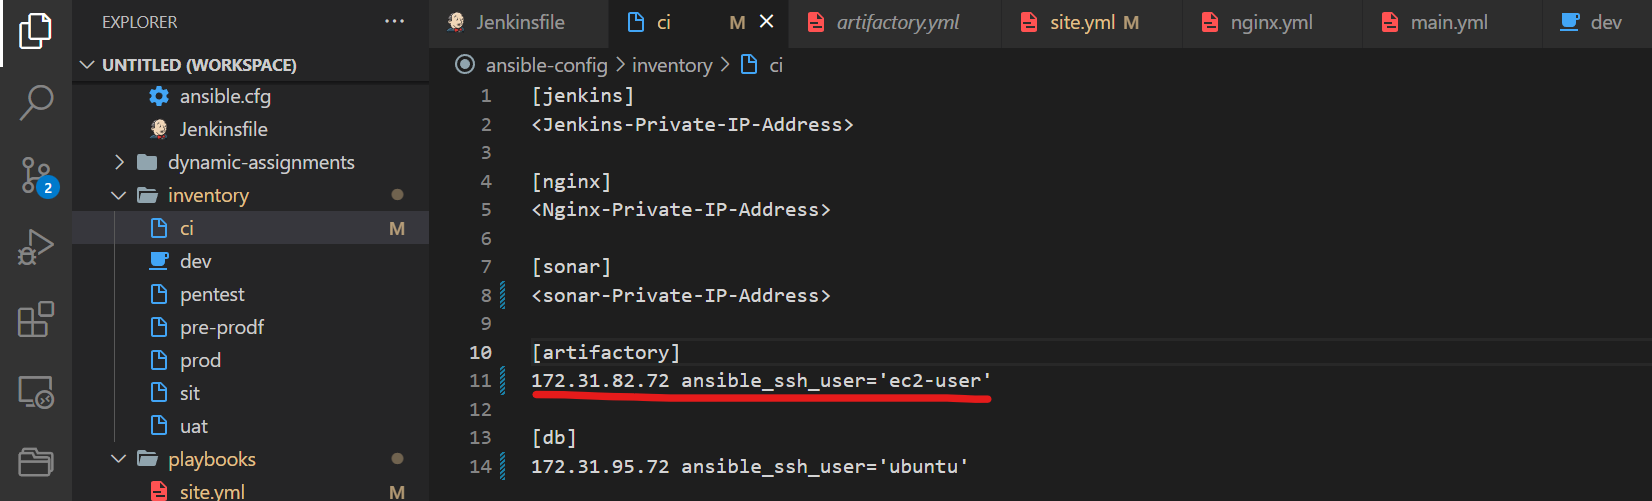 EXPLORER ...
UNTITLED (WORKSPACE)
ansible.cfg
Jenkinsfile
dynamic-assignments
inventory
ci M
dev
pentest
pre-prodf
prod
sit
uat
playbooks
site.yml M
2
Jenkinsfile ci M artifactory.yml site.yml M nginx.yml main.yml dev
ansible-config > inventory > ci
1 [jenkins]
2 <Jenkins-Private-IP-Address>
3
4 [nginx]
5 <Nginx-Private-IP-Address>
6
7 [sonar]
8 <sonar-Private-IP-Address>
9
10 [artifactory]
11 172.31.82.72 ansible_ssh_user='ec2-user'
12
13 [db]
14 172.31.95.72 ansible_ssh_user='ubuntu'